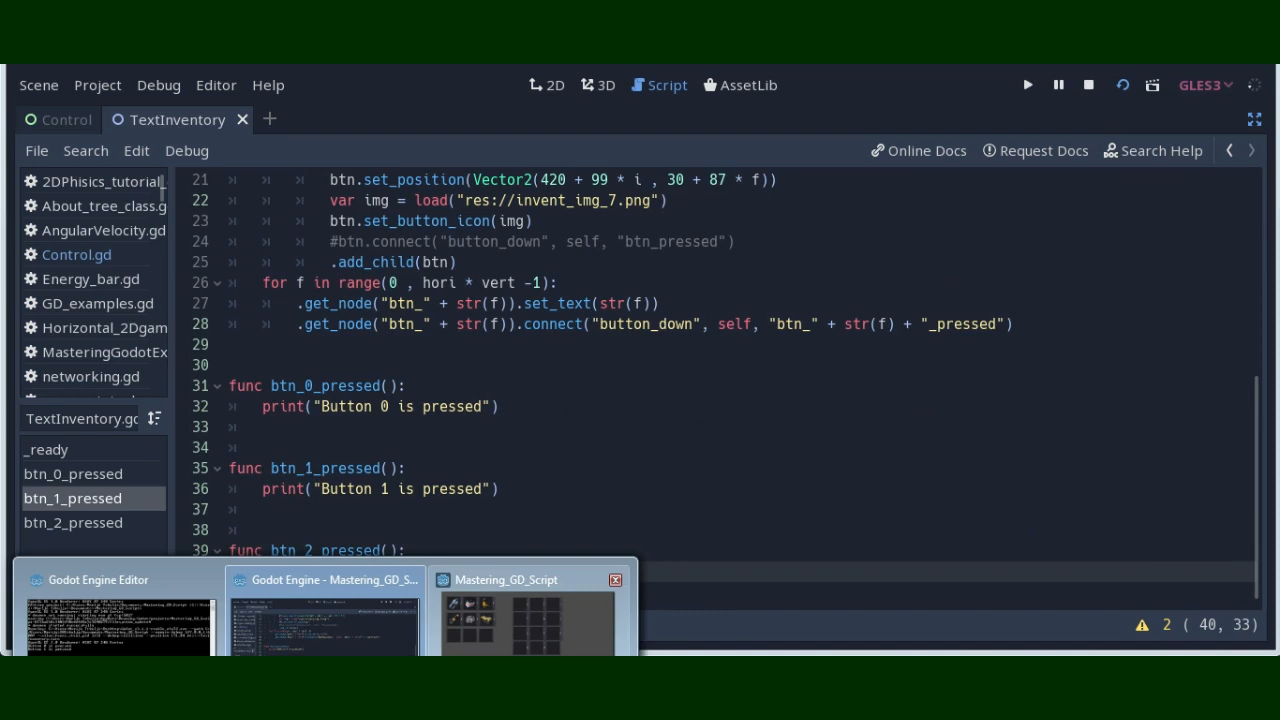 Scene Project Debug Editor Help 2D 3D Script AssetLib GLES3
Control TextInventory
File Search Edit Debug Online Docs Request Docs Search Help
2DPhisics_tutorial_
About_tree_class.g
AngularVelocity.gd
Control.gd
Energy_bar.gd
GD_examples.gd
Horizontal_2Dgam
MasteringGodotEx
networking.gd
TextInventory.gd
_ready
btn_0_pressed
btn_1_pressed
btn_2_pressed
21 btn.set_position(Vector2(420 + 99 * i , 30 + 87 * f))
22 var img = load("res://invent_img_7.png")
23 btn.set_button_icon(img)
24 #btn.connect("button_down", self, "btn_pressed")
25 .add_child(btn)
26 for f in range(0 , hori * vert -1):
27 .get_node("btn_" + str(f)).set_text(str(f))
28 .get_node("btn_" + str(f)).connect("button_down", self, "btn_" + str(f) + "_pressed")
29
30
31 func btn_0_pressed():
32 print("Button 0 is pressed")
33
34
35 func btn_1_pressed():
36 print("Button 1 is pressed")
37
38
39 func btn_2_pressed():
Godot Engine Editor Godot Engine - Mastering_GD_S... Mastering_GD_Script
2 ( 40, 33)